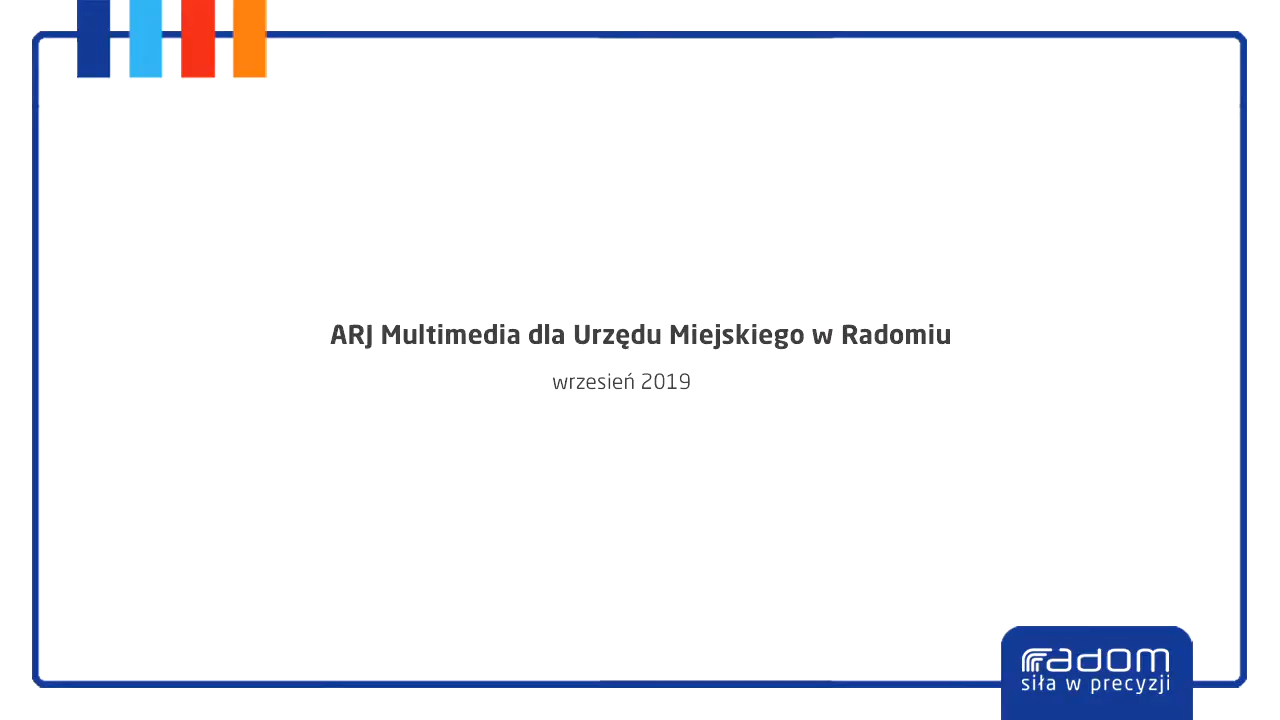 ARJ Multimedia dla Urzędu Miejskiego w Radomiu
wrzesień 2019
radom
siła w precyzji